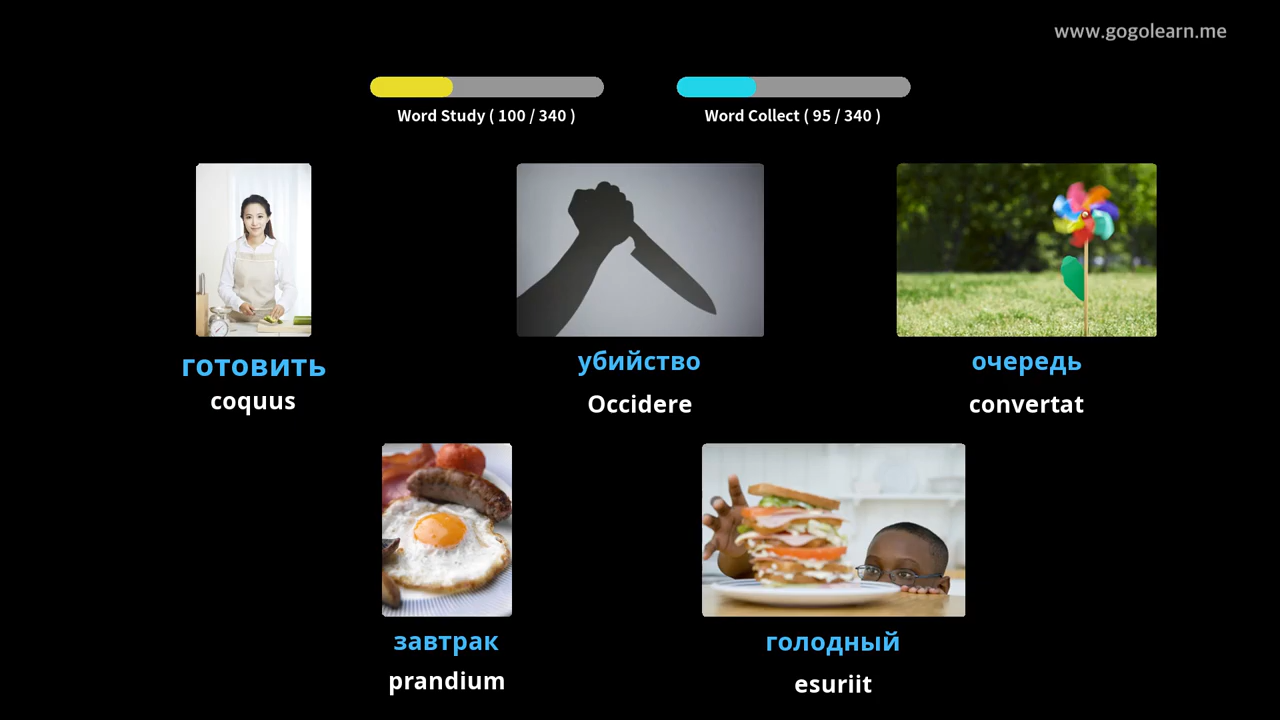 www.gogolearn.me
Word Study ( 100 / 340 )
Word Collect ( 95 / 340 )
готовить
coquus
убийство
Occidere
очередь
convertat
завтрак
prandium
голодный
esuriit